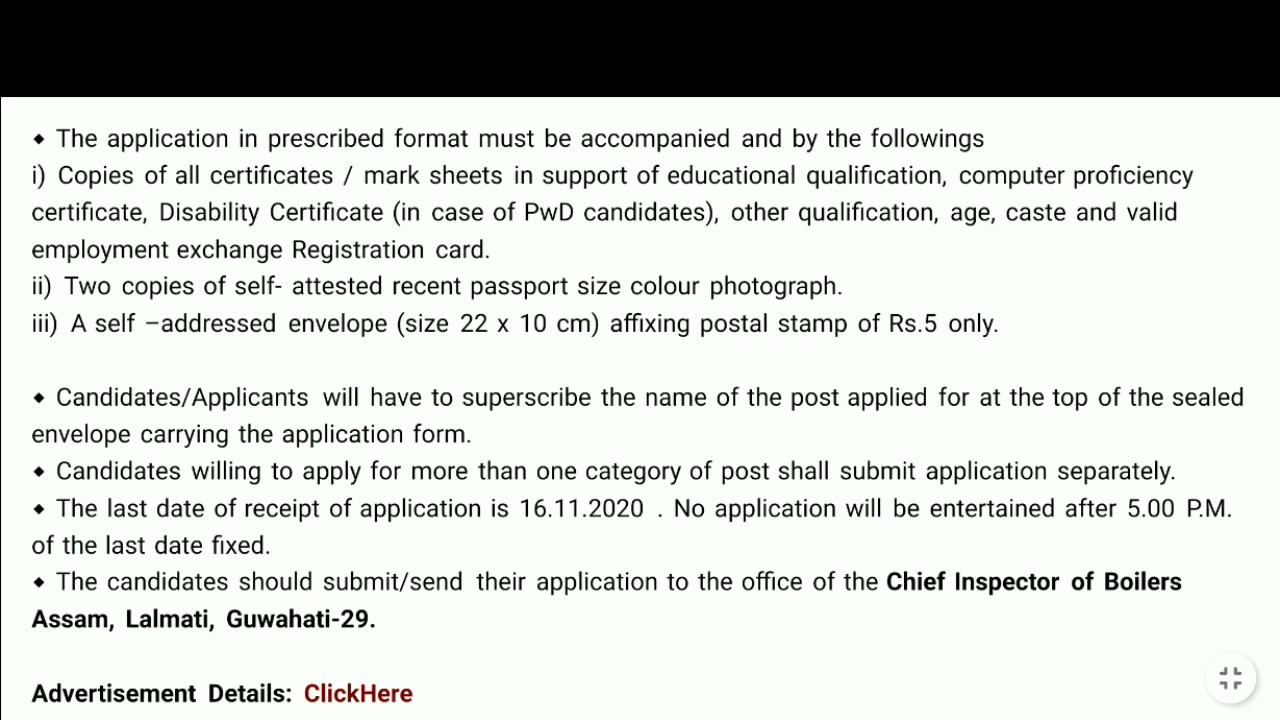 ◆ The application in prescribed format must be accompanied and by the followings
i) Copies of all certificates / mark sheets in support of educational qualification, computer proficiency
certificate, Disability Certificate (in case of PwD candidates), other qualification, age, caste and valid
employment exchange Registration card.
ii) Two copies of self- attested recent passport size colour photograph.
iii) A self –addressed envelope (size 22 x 10 cm) affixing postal stamp of Rs.5 only.
◆ Candidates/Applicants will have to superscribe the name of the post applied for at the top of the sealed
envelope carrying the application form.
◆ Candidates willing to apply for more than one category of post shall submit application separately.
◆ The last date of receipt of application is 16.11.2020 . No application will be entertained after 5.00 P.M.
of the last date fixed.
◆ The candidates should submit/send their application to the office of the Chief Inspector of Boilers
Assam, Lalmati, Guwahati-29.
Advertisement Details: ClickHere